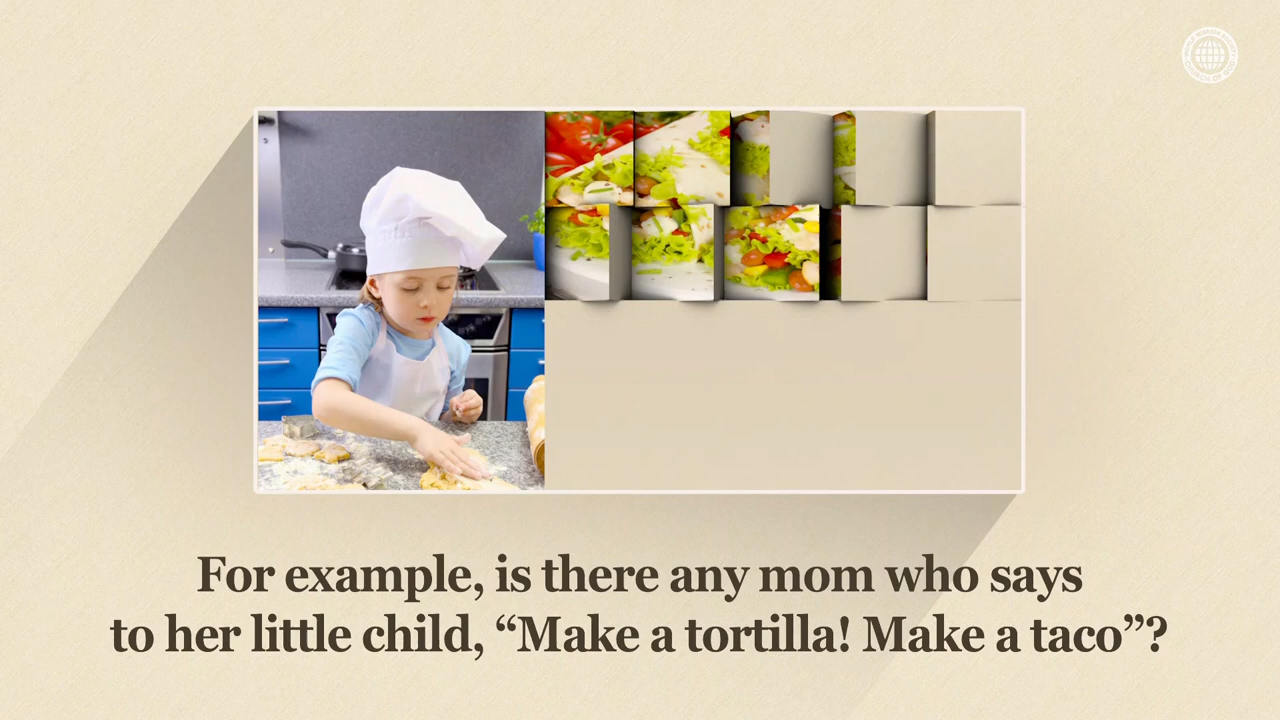 For example, is there any mom who says
to her little child, “Make a tortilla! Make a taco”?